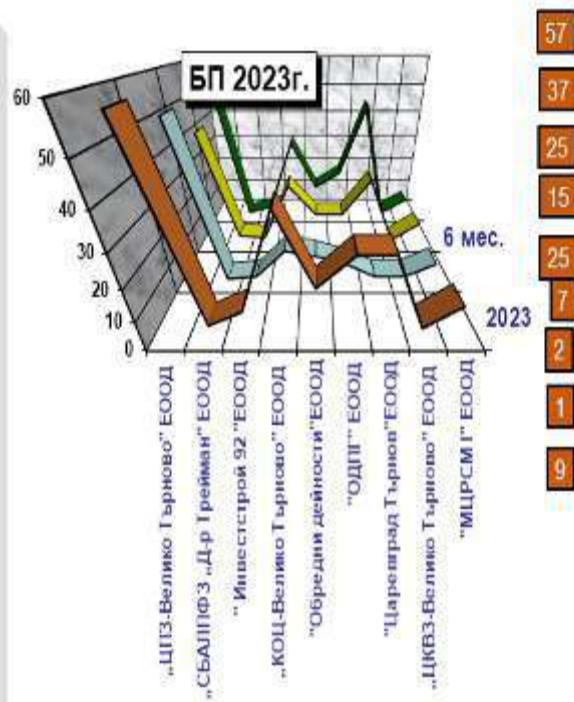 БП 2023г.
60
50
40
30
20
10
0
6 мес.
2023
„ЦПЗ-Велико Търново" ЕООД
„СБАЛПФЗ „Д-р Трейман" ЕООД
" Инвестстрой 92 "ЕООД
„КОЦ-Велико Търново" ЕООД
"Обредни дейности"ЕООД
"ОДПГ" ЕООД
"Царевград Търнов"ЕООД
„ЦКВЗ-Велико Търново" ЕООД
"МЦРСМ I" ЕООД
57
37
25
15
25
7
2
1
9